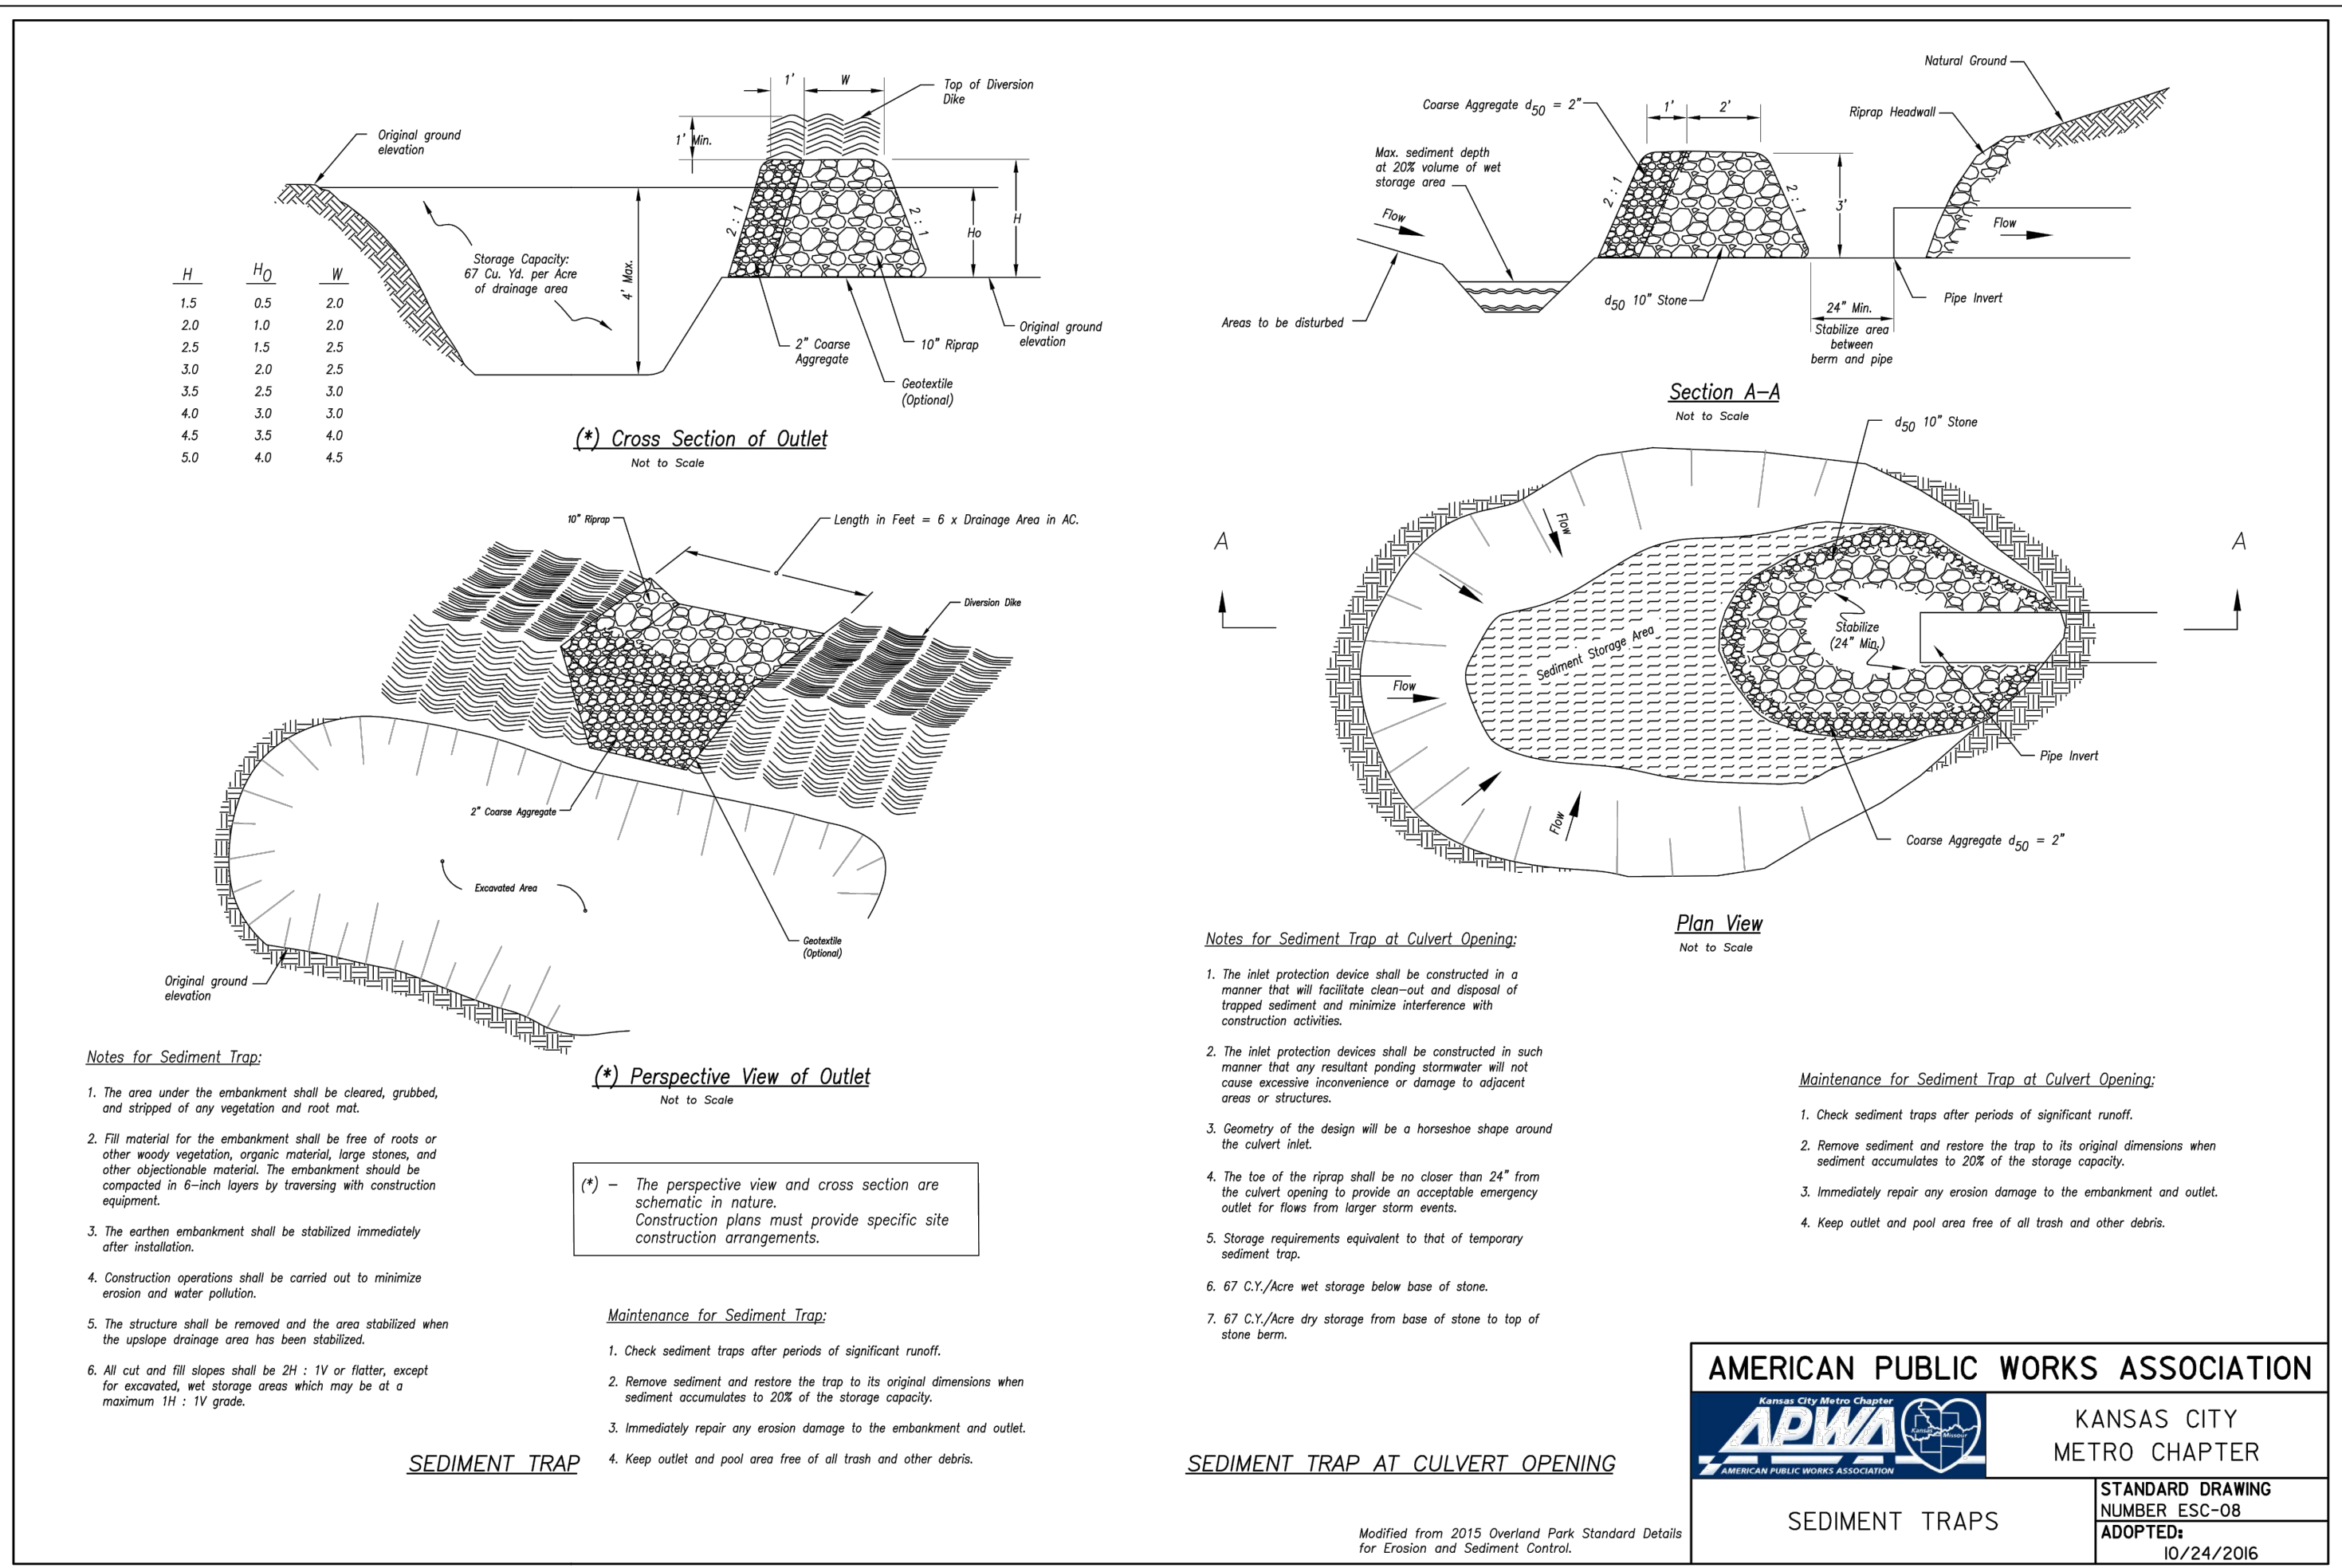 1'
W
Top of Diversion
Dike
1' Min.
Original ground
elevation
2 : 1
2 : 1
Ho
H
4' Max.
Storage Capacity:
67 Cu. Yd. per Acre
of drainage area
2" Coarse
Aggregate
10" Riprap
Original ground
elevation
Geotextile
(Optional)
H H₀ W
1.5 0.5 2.0
2.0 1.0 2.0
2.5 1.5 2.5
3.0 2.0 2.5
3.5 2.5 3.0
4.0 3.0 3.0
4.5 3.5 4.0
5.0 4.0 4.5
(*) Cross Section of Outlet
Not to Scale
10" Riprap
Length in Feet = 6 x Drainage Area in AC.
Diversion Dike
2" Coarse Aggregate
Excavated Area
Geotextile
(Optional)
Original ground
elevation
(*) Perspective View of Outlet
Not to Scale
Notes for Sediment Trap:
1. The area under the embankment shall be cleared, grubbed,
and stripped of any vegetation and root mat.
2. Fill material for the embankment shall be free of roots or
other woody vegetation, organic material, large stones, and
other objectionable material. The embankment should be
compacted in 6-inch layers by traversing with construction
equipment.
3. The earthen embankment shall be stabilized immediately
after installation.
4. Construction operations shall be carried out to minimize
erosion and water pollution.
5. The structure shall be removed and the area stabilized when
the upslope drainage area has been stabilized.
6. All cut and fill slopes shall be 2H : 1V or flatter, except
for excavated, wet storage areas which may be at a
maximum 1H : 1V grade.
(*) – The perspective view and cross section are
schematic in nature.
Construction plans must provide specific site
construction arrangements.
Maintenance for Sediment Trap:
1. Check sediment traps after periods of significant runoff.
2. Remove sediment and restore the trap to its original dimensions when
sediment accumulates to 20% of the storage capacity.
3. Immediately repair any erosion damage to the embankment and outlet.
4. Keep outlet and pool area free of all trash and other debris.
SEDIMENT TRAP
Natural Ground
Coarse Aggregate d₅₀ = 2"
1'
2'
Riprap Headwall
Max. sediment depth
at 20% volume of wet
storage area
2 : 1
2 : 1
3'
Flow
Flow
d₅₀ 10" Stone
24" Min.
Stabilize area
between
berm and pipe
Pipe Invert
Areas to be disturbed
Section A–A
Not to Scale
d₅₀ 10" Stone
A
A
Flow
Flow
Flow
Sediment Storage Area
Stabilize
(24" Min.)
Pipe Invert
Coarse Aggregate d₅₀ = 2"
Plan View
Not to Scale
Notes for Sediment Trap at Culvert Opening:
1. The inlet protection device shall be constructed in a
manner that will facilitate clean-out and disposal of
trapped sediment and minimize interference with
construction activities.
2. The inlet protection devices shall be constructed in such
manner that any resultant ponding stormwater will not
cause excessive inconvenience or damage to adjacent
areas or structures.
3. Geometry of the design will be a horseshoe shape around
the culvert inlet.
4. The toe of the riprap shall be no closer than 24" from
the culvert opening to provide an acceptable emergency
outlet for flows from larger storm events.
5. Storage requirements equivalent to that of temporary
sediment trap.
6. 67 C.Y./Acre wet storage below base of stone.
7. 67 C.Y./Acre dry storage from base of stone to top of
stone berm.
Maintenance for Sediment Trap at Culvert Opening:
1. Check sediment traps after periods of significant runoff.
2. Remove sediment and restore the trap to its original dimensions when
sediment accumulates to 20% of the storage capacity.
3. Immediately repair any erosion damage to the embankment and outlet.
4. Keep outlet and pool area free of all trash and other debris.
SEDIMENT TRAP AT CULVERT OPENING
Modified from 2015 Overland Park Standard Details
for Erosion and Sediment Control.
AMERICAN PUBLIC WORKS ASSOCIATION
Kansas City Metro Chapter
APWA
Kansas
Missouri
AMERICAN PUBLIC WORKS ASSOCIATION
KANSAS CITY
METRO CHAPTER
SEDIMENT TRAPS
STANDARD DRAWING
NUMBER ESC-08
ADOPTED:
10/24/2016